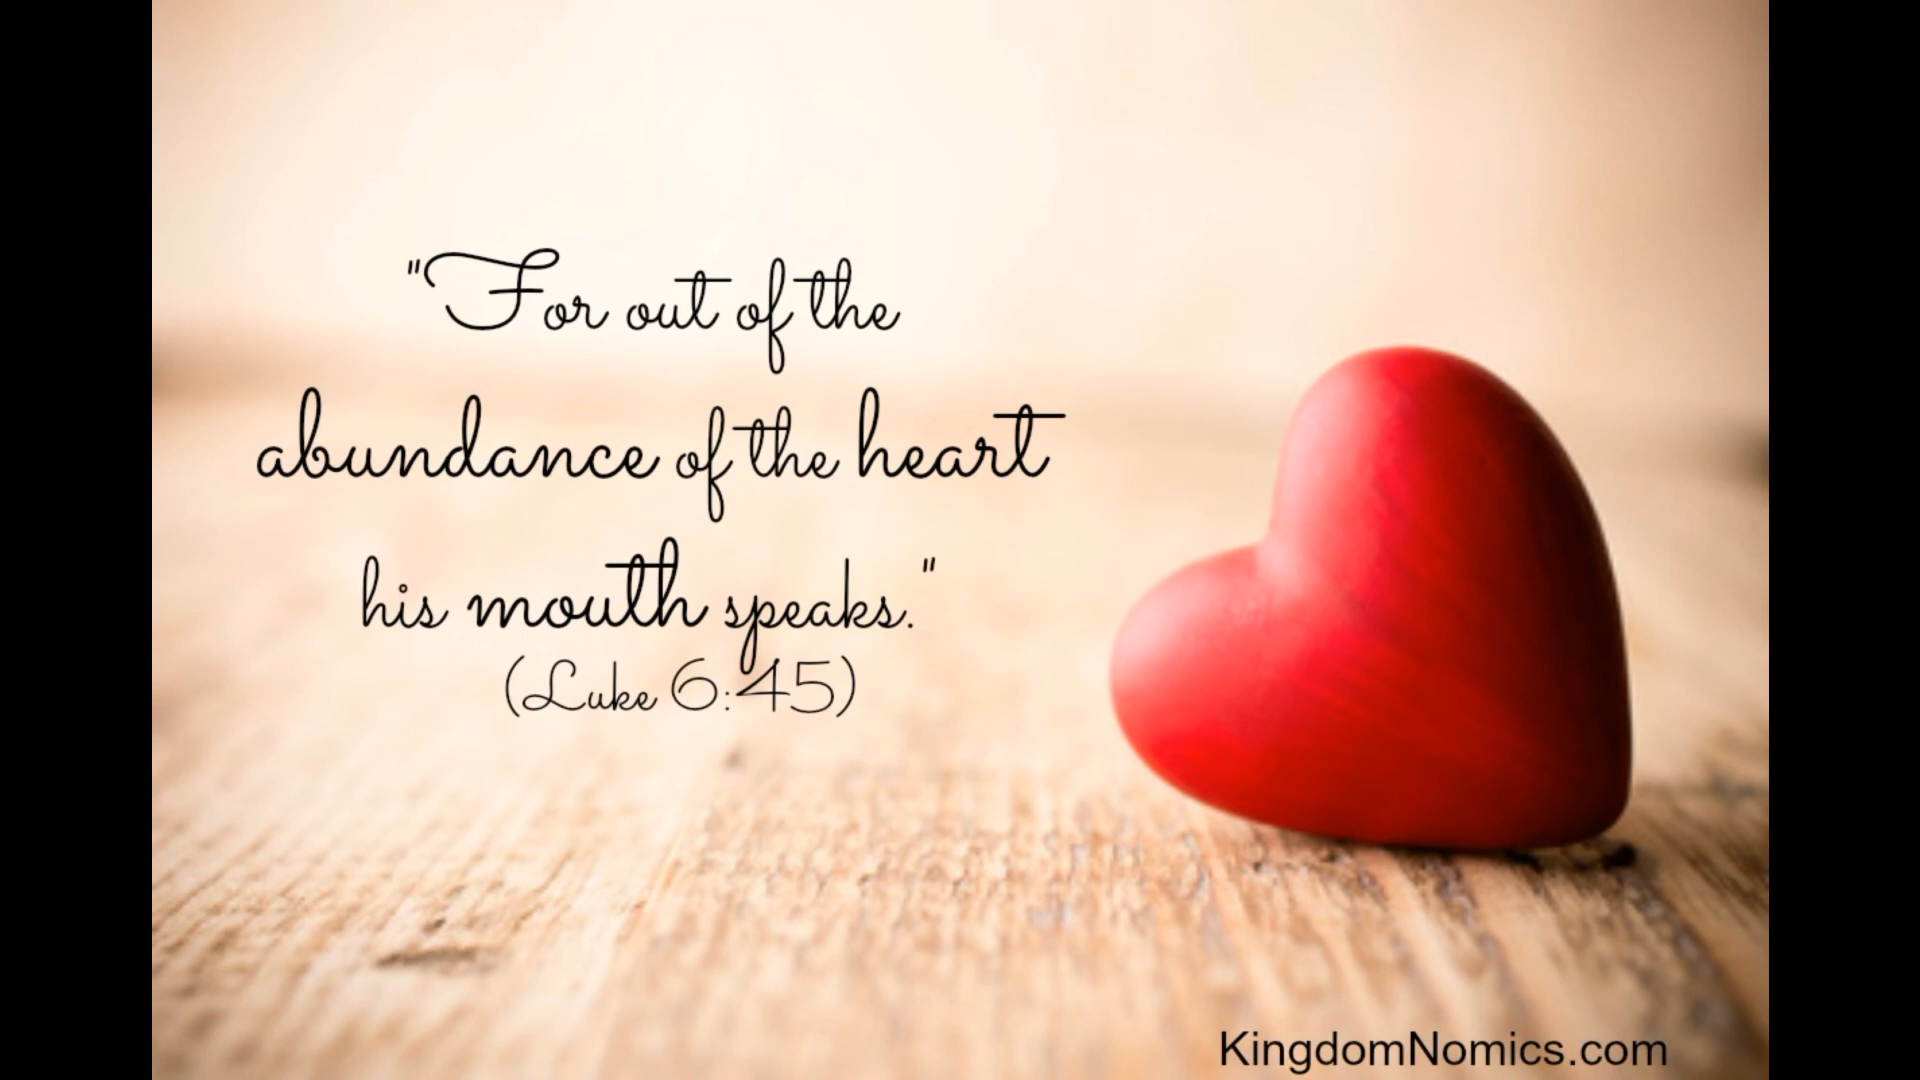 "For out of the
abundance of the heart
his mouth speaks."
(Luke 6:45)
KingdomNomics.com